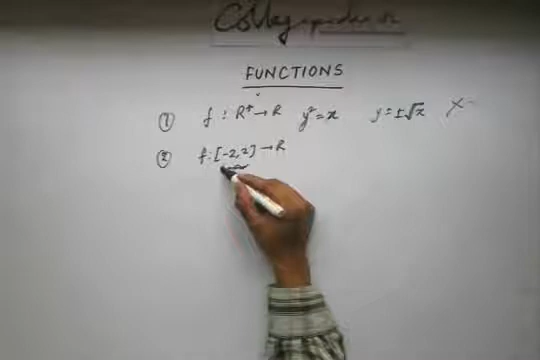 FUNCTIONS
① f : R⁺ → R y² = x y = ±√x ×
② f : [-2, 2] → R